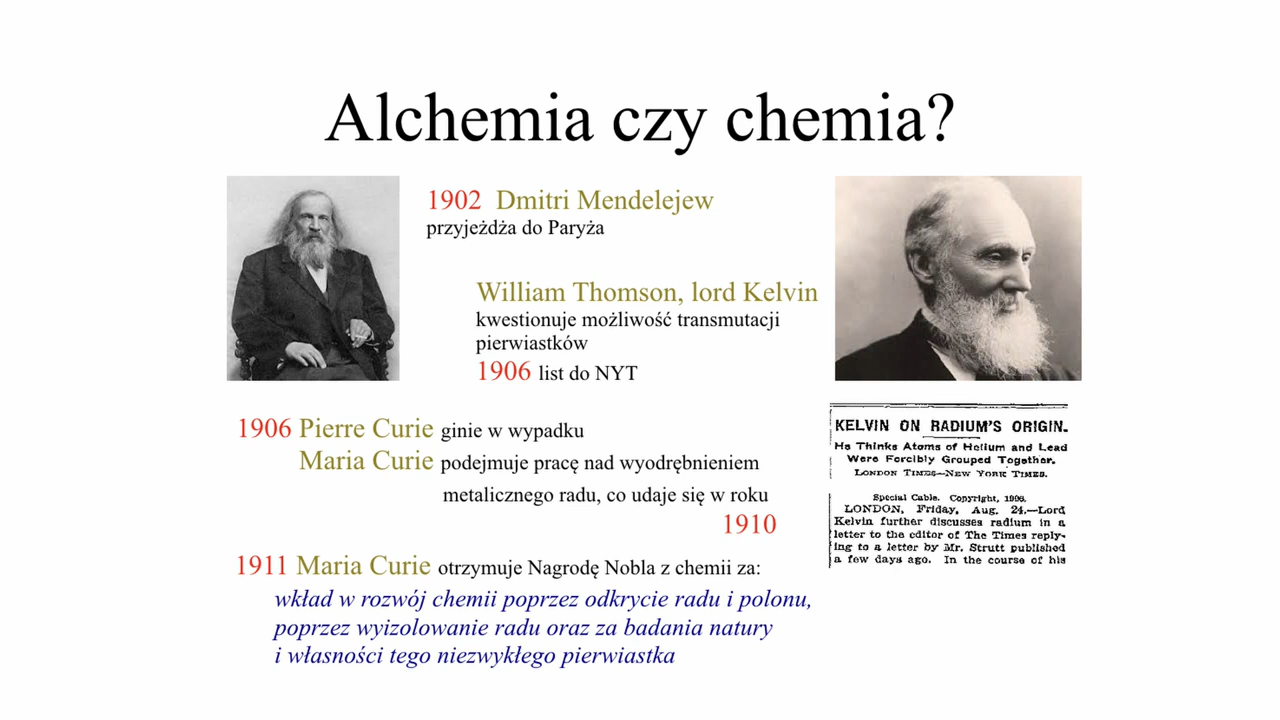 Alchemia czy chemia?
1902 Dmitri Mendelejew
przyjeżdża do Paryża
William Thomson, lord Kelvin
kwestionuje możliwość transmutacji
pierwiastków
1906 list do NYT
1906 Pierre Curie ginie w wypadku
Maria Curie podejmuje pracę nad wyodrębnieniem
metalicznego radu, co udaje się w roku
1910
1911 Maria Curie otrzymuje Nagrodę Nobla z chemii za:
wkład w rozwój chemii poprzez odkrycie radu i polonu,
poprzez wyizolowanie radu oraz za badania natury
i własności tego niezwykłego pierwiastka
KELVIN ON RADIUM'S ORIGIN.
He Thinks Atoms of Helium and Lead
Were Forcibly Grouped Together.
LONDON TIMES—NEW YORK TIMES.
Special Cable. Copyright, 1906.
LONDON, Friday, Aug. 24.—Lord
Kelvin further discusses radium in a
letter to the editor of The Times reply-
ing to a letter by Mr. Strutt published
a few days ago. In the course of his